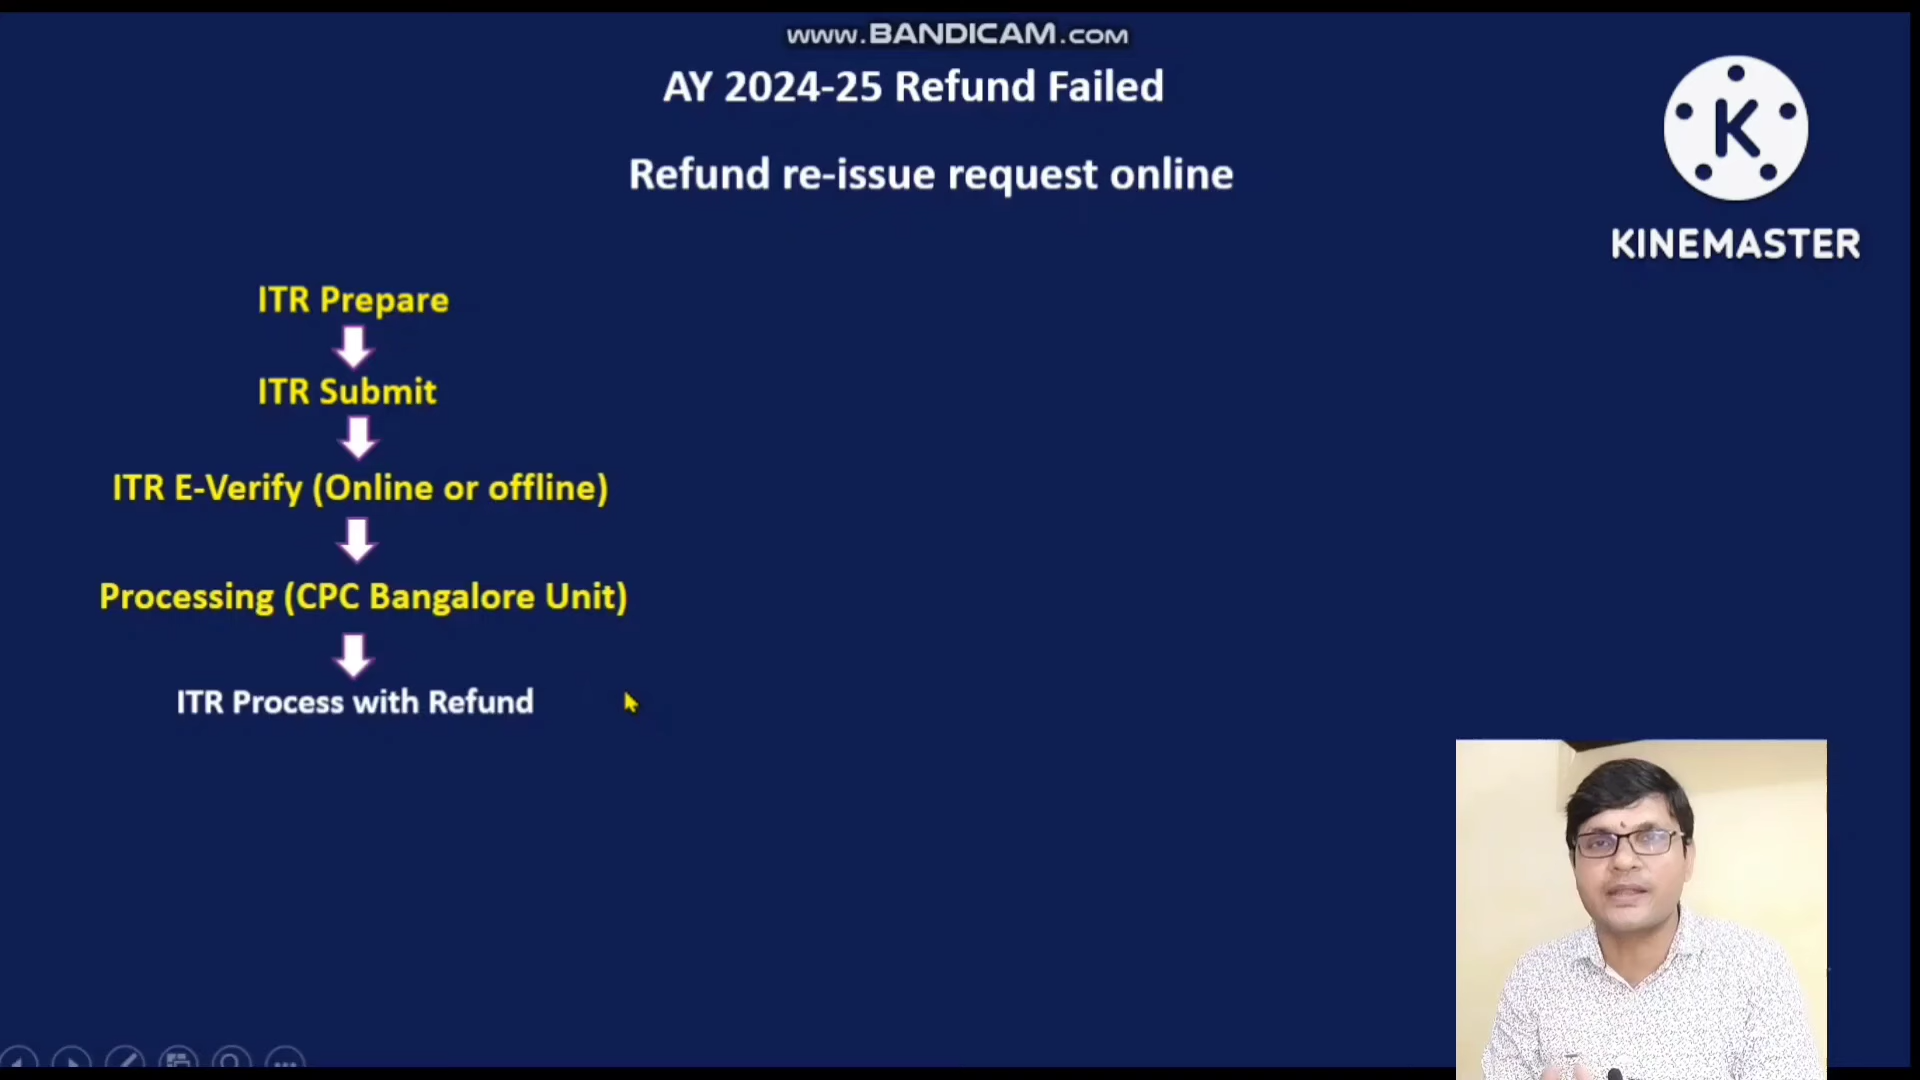 www.BANDICAM.com
AY 2024-25 Refund Failed
Refund re-issue request online
K
KINEMASTER
ITR Prepare
ITR Submit
ITR E-Verify (Online or offline)
Processing (CPC Bangalore Unit)
ITR Process with Refund